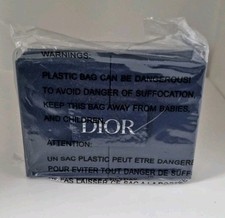 WARNINGS:
PLASTIC BAG CAN BE DANGEROUS!
TO AVOID DANGER OF SUFFOCATION,
KEEP THIS BAG AWAY FROM BABIES,
AND CHILDREN
DIOR
ATTENTION:
UN BAG PLASTIC PEUT ETRE DANGER
POUR EVITER TOUT DANGER DE SUFF